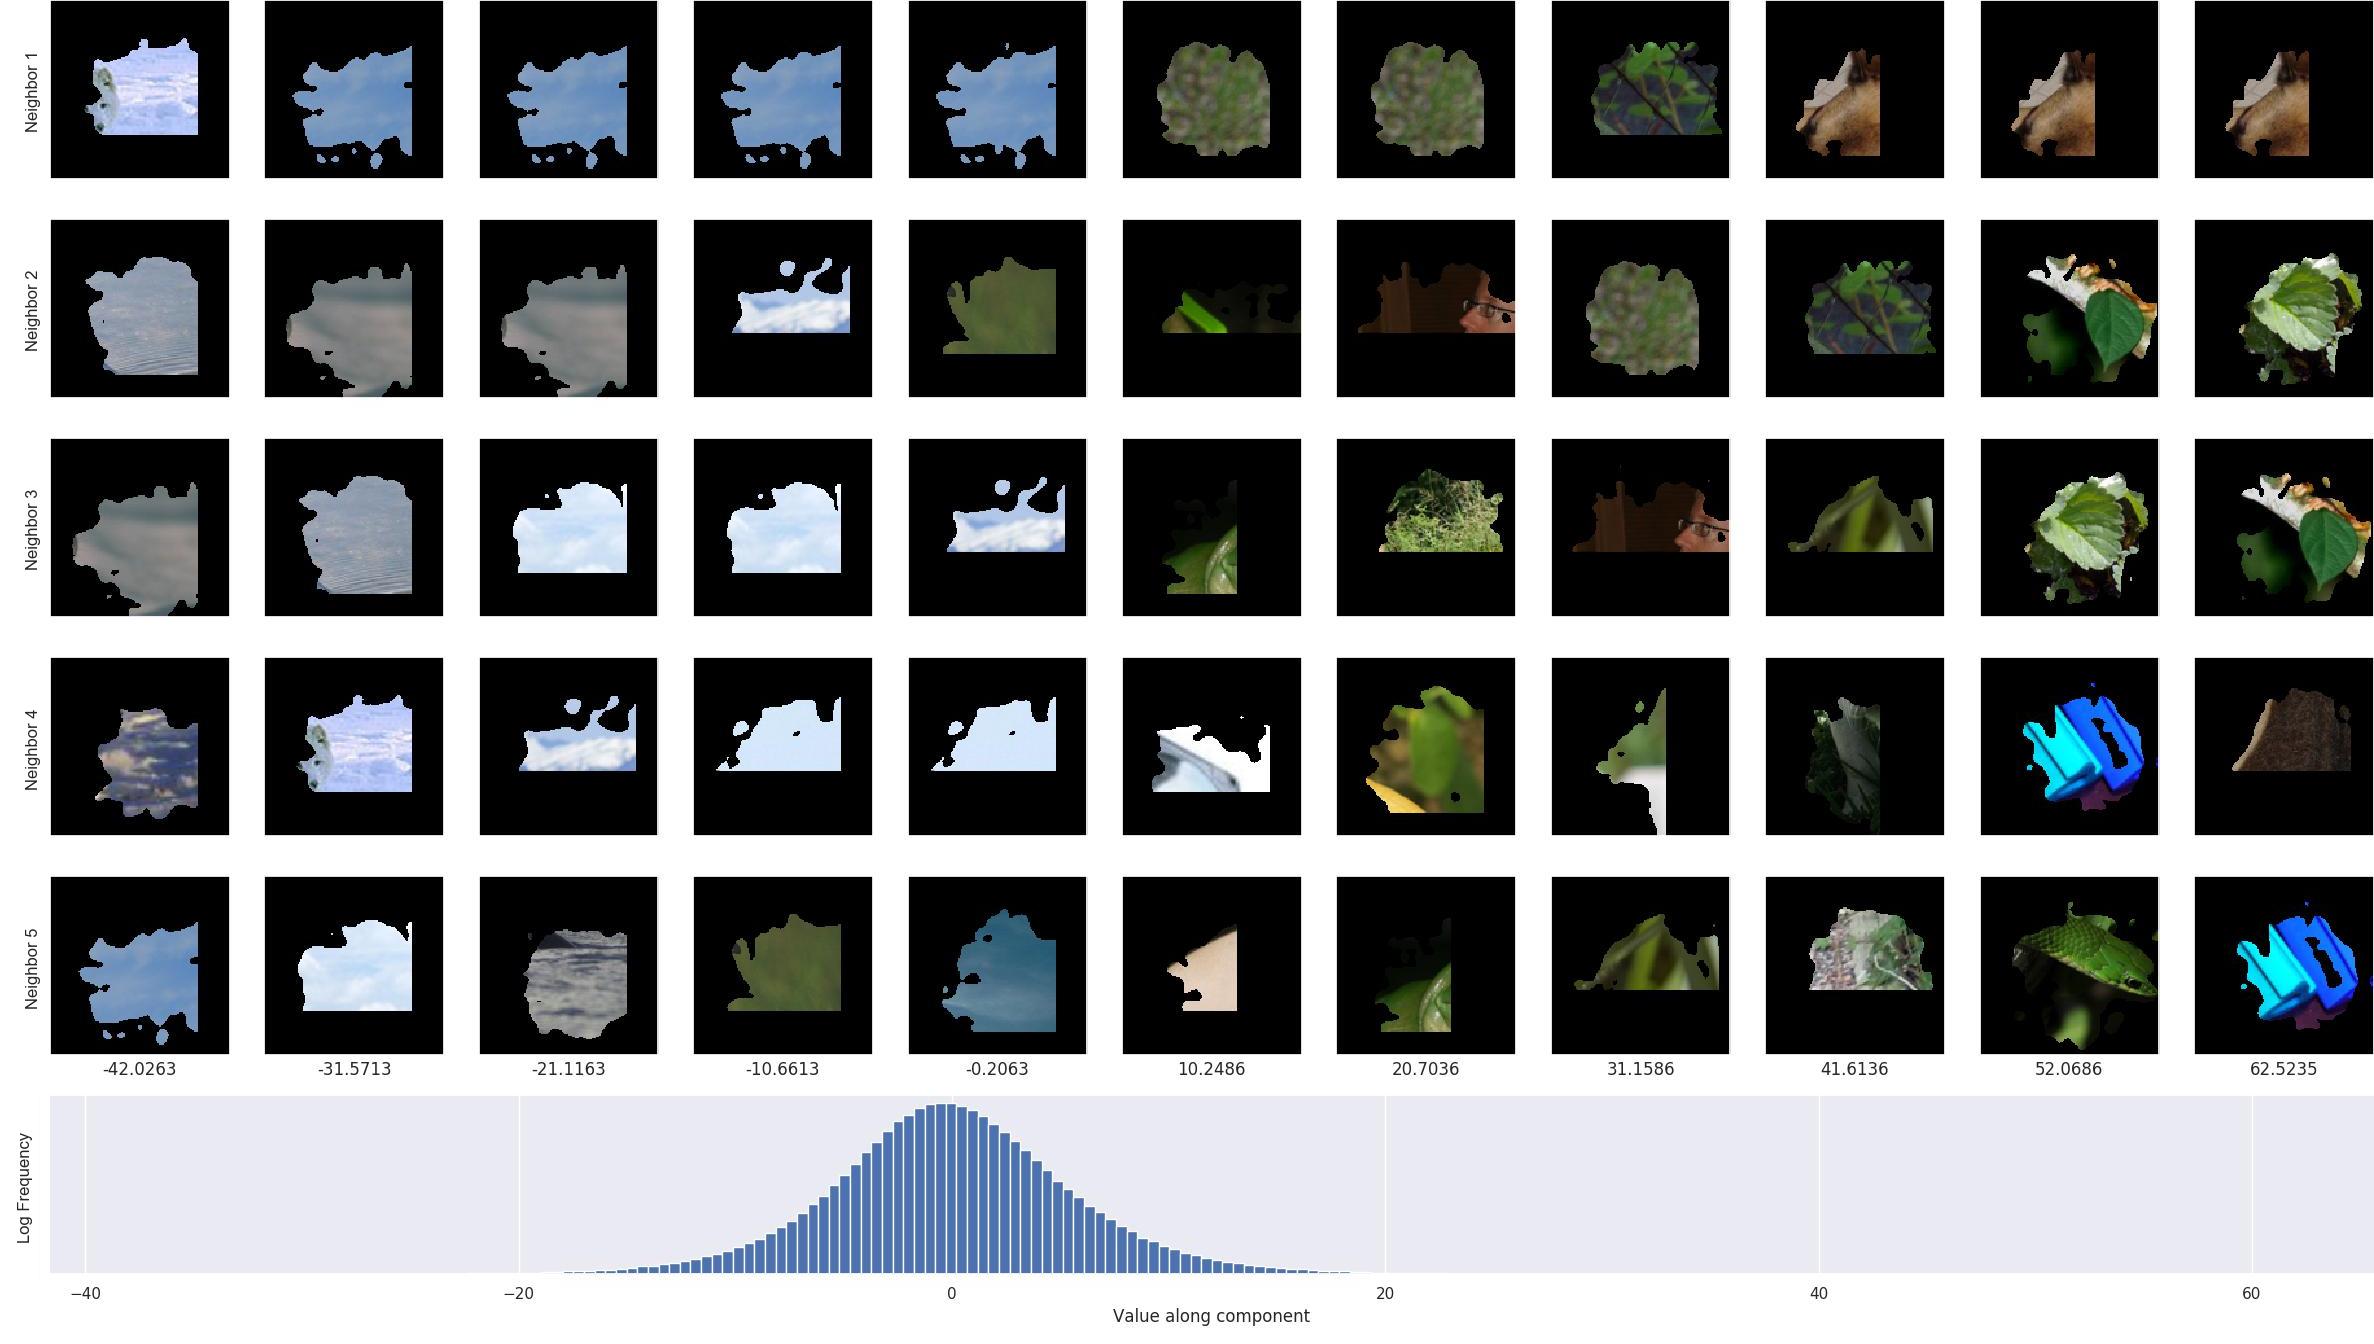 Neighbor 1
Neighbor 2
Neighbor 3
Neighbor 4
Neighbor 5
-42.0263 -31.5713 -21.1163 -10.6613 -0.2063 10.2486 20.7036 31.1586 41.6136 52.0686 62.5235
Log Frequency
−40 −20 0 20 40 60
Value along component